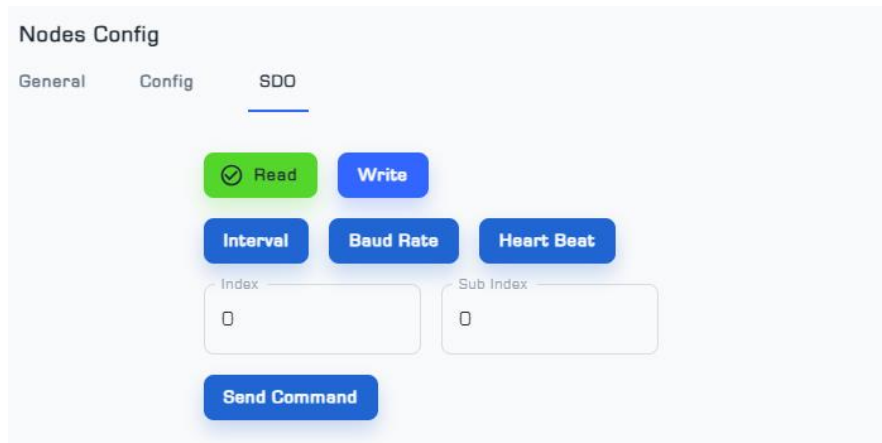 Nodes Config
General Config SDO
Read Write
Interval Baud Rate Heart Beat
Index Sub Index
0 0
Send Command